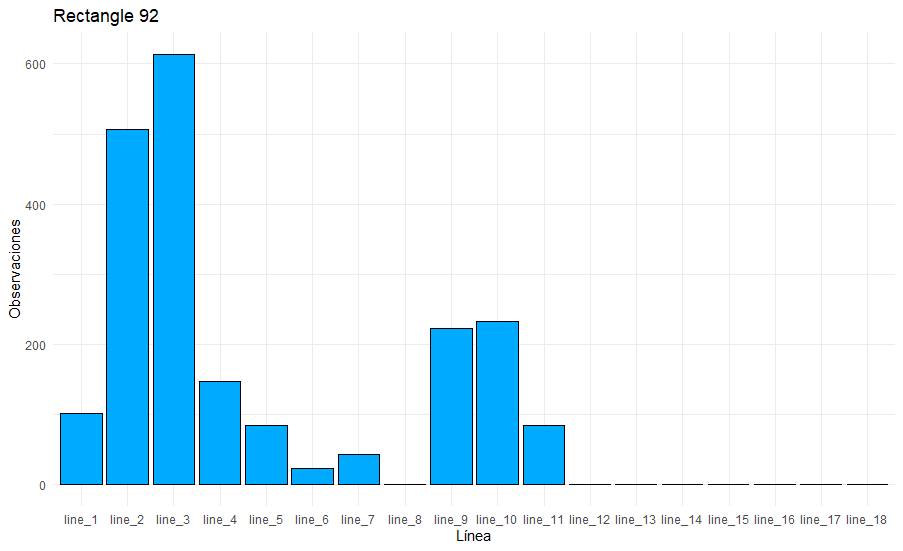 Rectangle 92
Observaciones
600
400
200
0
line_1 line_2 line_3 line_4 line_5 line_6 line_7 line_8 line_9 line_10 line_11 line_12 line_13 line_14 line_15 line_16 line_17 line_18
Línea